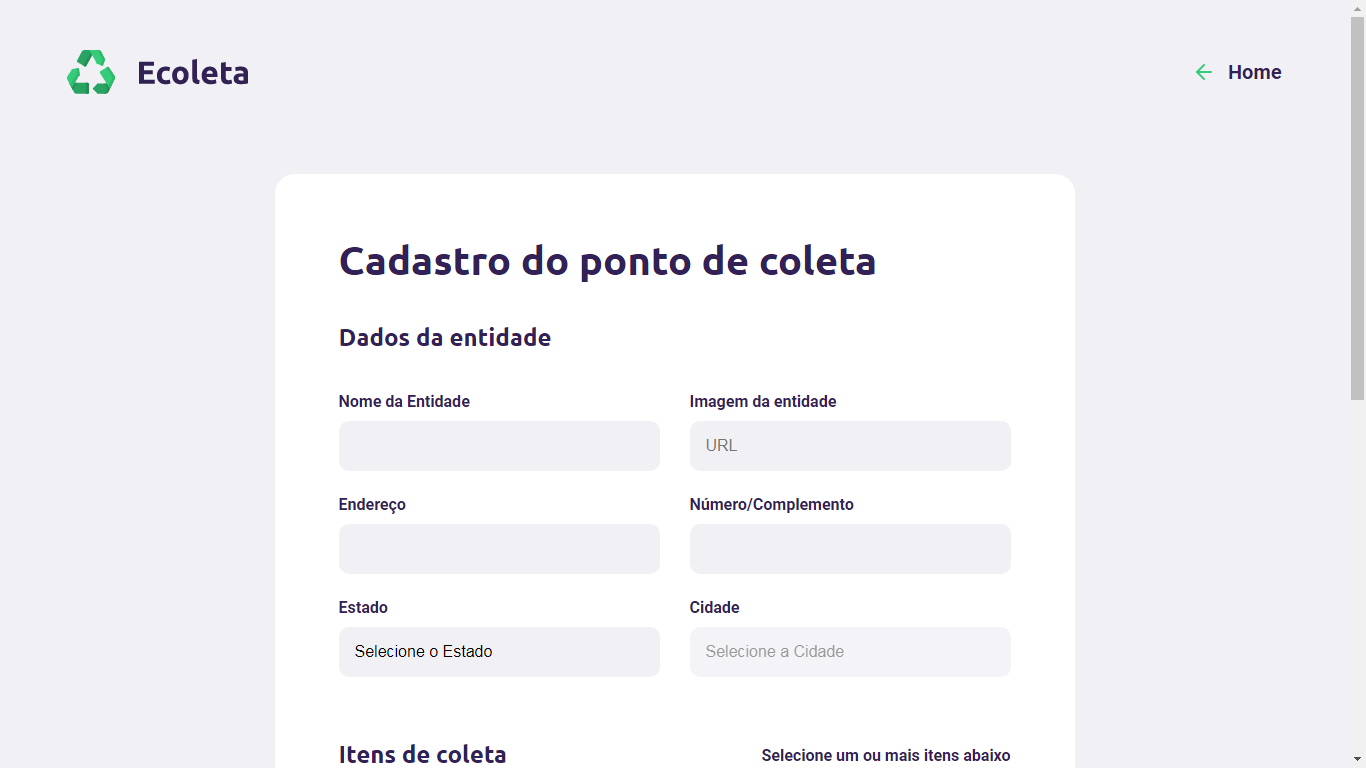 Ecoleta
Home
Cadastro do ponto de coleta
Dados da entidade
Nome da Entidade
Imagem da entidade
URL
Endereço
Número/Complemento
Estado
Cidade
Selecione o Estado
Selecione a Cidade
Itens de coleta
Selecione um ou mais itens abaixo